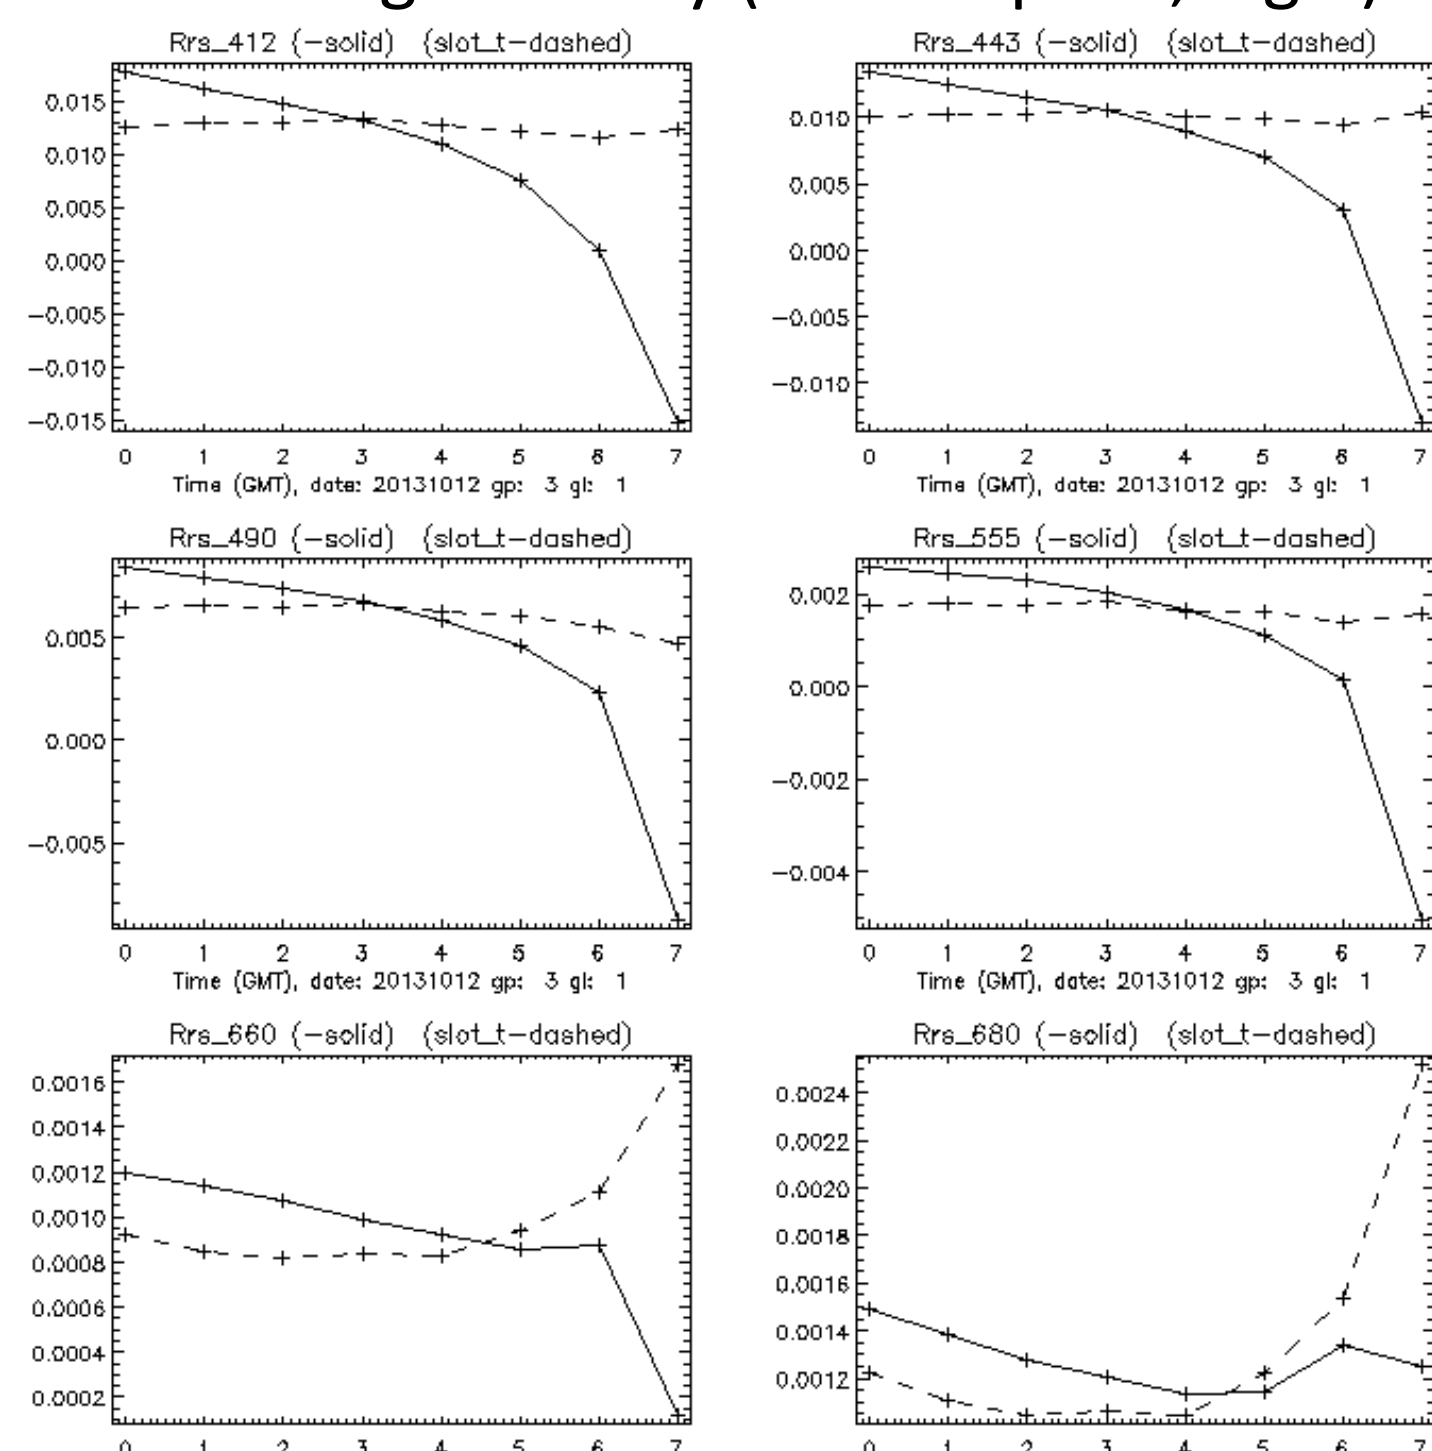 Rrs_412 (-solid) (slot_t-dashed)
0.015
0.010
0.005
0.000
-0.005
-0.010
-0.015
0 1 2 3 4 5 6 7
Time (GMT), date: 20131012 gp: 3 gl: 1
Rrs_443 (-solid) (slot_t-dashed)
0.010
0.005
0.000
-0.005
-0.010
0 1 2 3 4 5 6 7
Time (GMT), date: 20131012 gp: 3 gl: 1
Rrs_490 (-solid) (slot_t-dashed)
0.005
0.000
-0.005
0 1 2 3 4 5 6 7
Time (GMT), date: 20131012 gp: 3 gl: 1
Rrs_555 (-solid) (slot_t-dashed)
0.002
0.000
-0.002
-0.004
0 1 2 3 4 5 6 7
Time (GMT), date: 20131012 gp: 3 gl: 1
Rrs_660 (-solid) (slot_t-dashed)
0.0016
0.0014
0.0012
0.0010
0.0008
0.0006
0.0004
0.0002
0 1 2 3 4 5 6 7
Rrs_680 (-solid) (slot_t-dashed)
0.0024
0.0022
0.0020
0.0018
0.0016
0.0014
0.0012
0 1 2 3 4 5 6 7